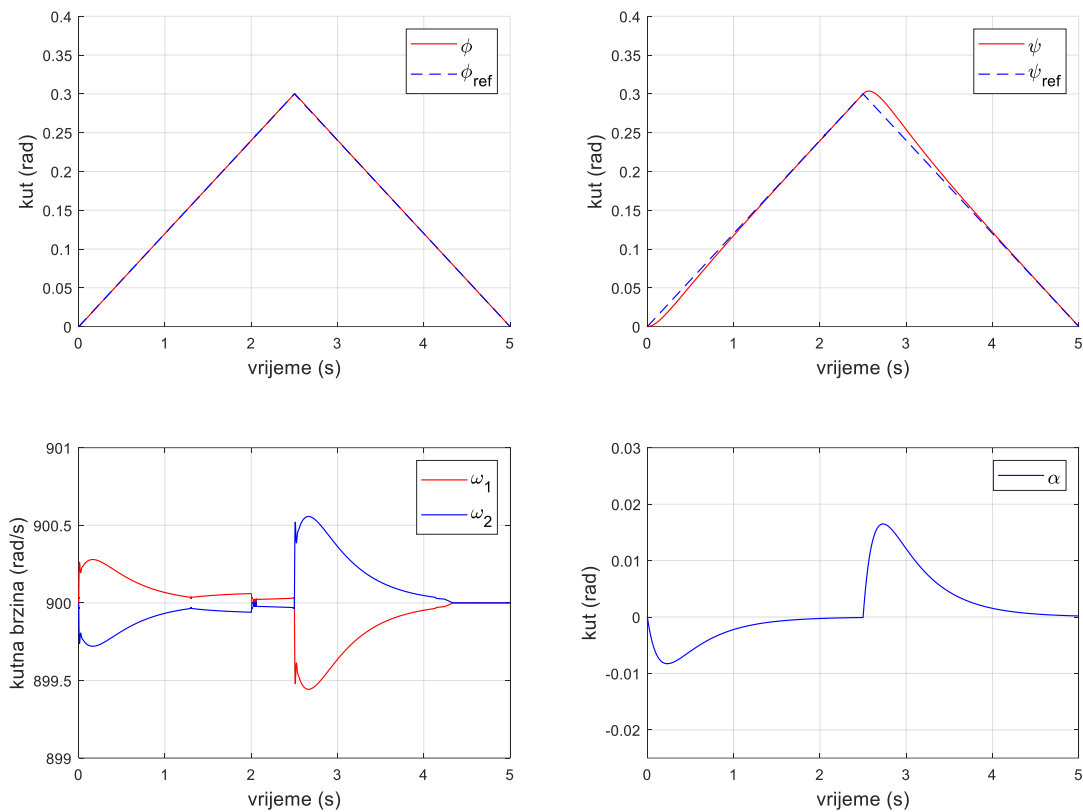 0.4
0.35
0.3
0.25
0.2
0.15
0.1
0.05
0
0 1 2 3 4 5
kut (rad)
vrijeme (s)
ϕ
ϕref
0.4
0.35
0.3
0.25
0.2
0.15
0.1
0.05
0
0 1 2 3 4 5
kut (rad)
vrijeme (s)
ψ
ψref
901
900.5
900
899.5
899
0 1 2 3 4 5
kutna brzina (rad/s)
vrijeme (s)
ω1
ω2
0.03
0.02
0.01
0
-0.01
-0.02
0 1 2 3 4 5
kut (rad)
vrijeme (s)
α